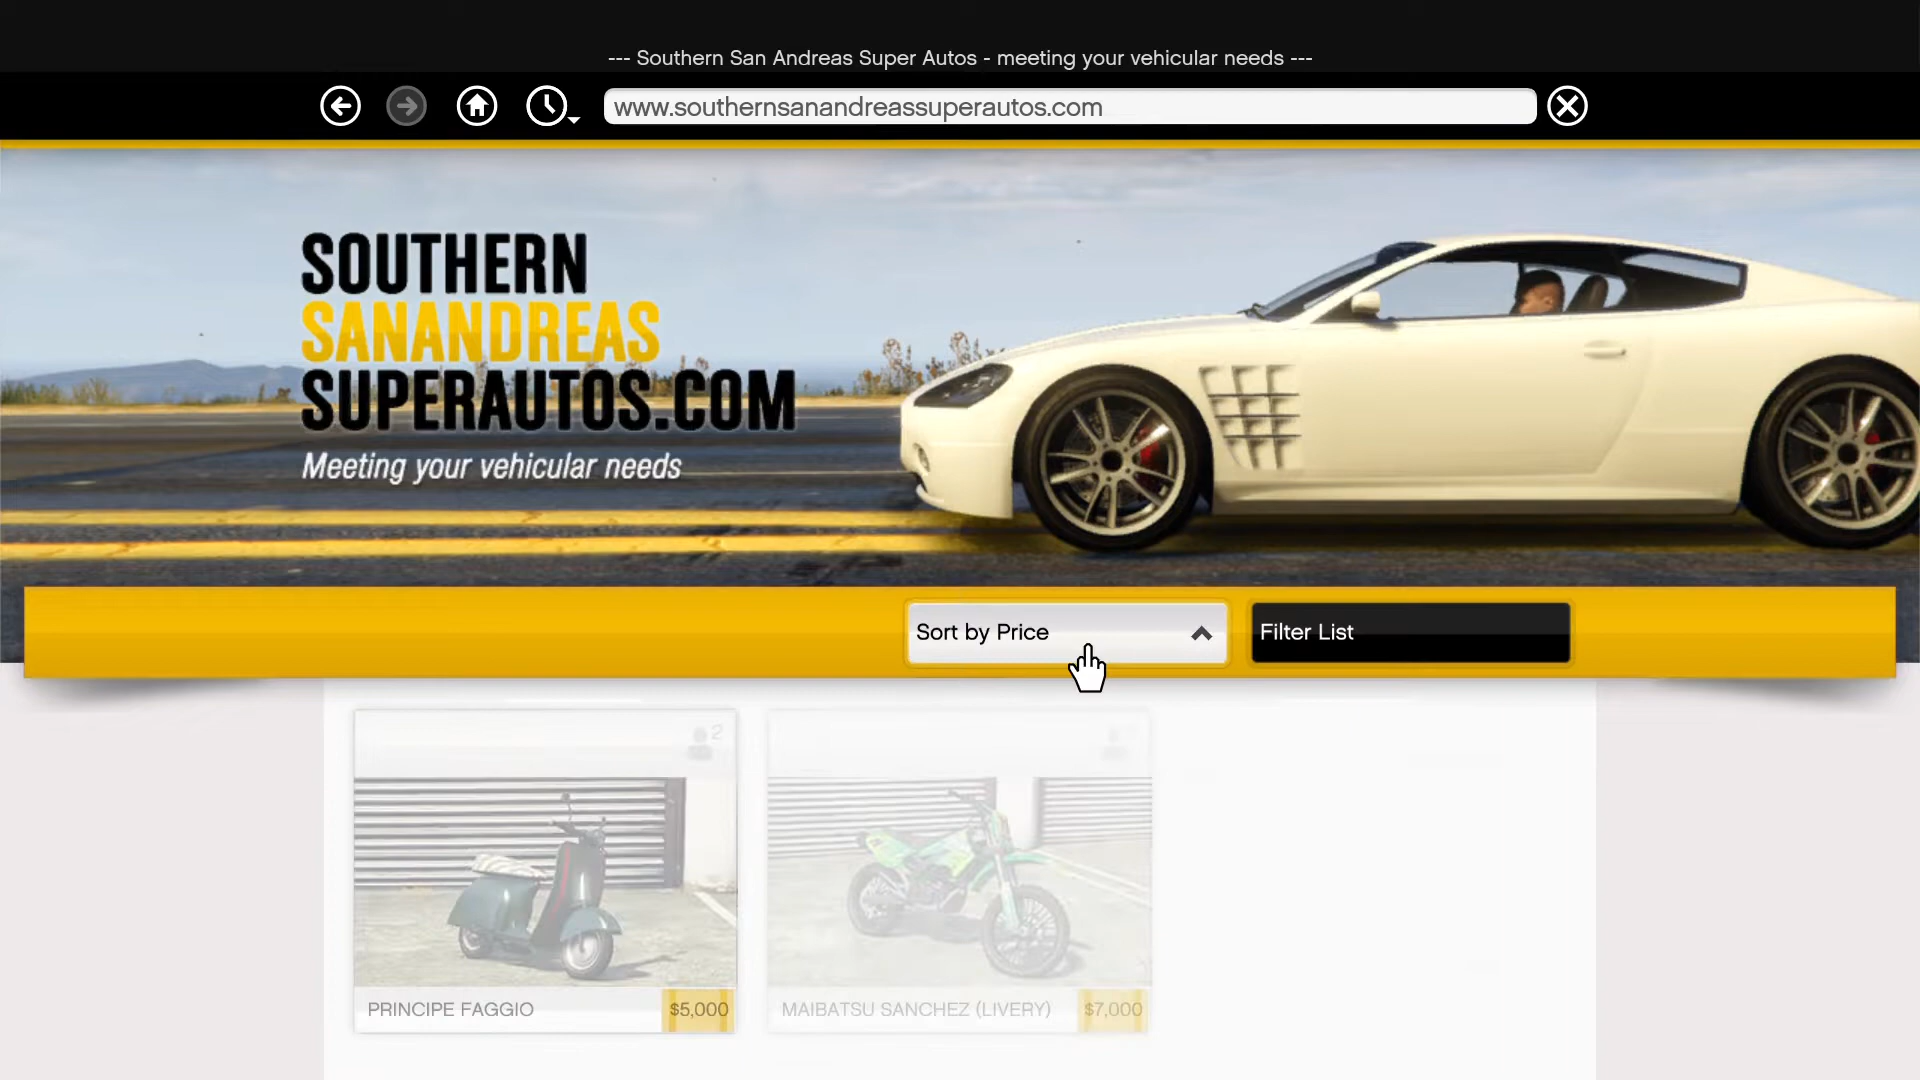 --- Southern San Andreas Super Autos - meeting your vehicular needs ---
www.southernsanandreassuperautos.com
SOUTHERN
SANANDREAS
SUPERAUTOS.COM
Meeting your vehicular needs
Sort by Price
Filter List
2
PRINCIPE FAGGIO
$5,000
MAIBATSU SANCHEZ (LIVERY)
$7,000